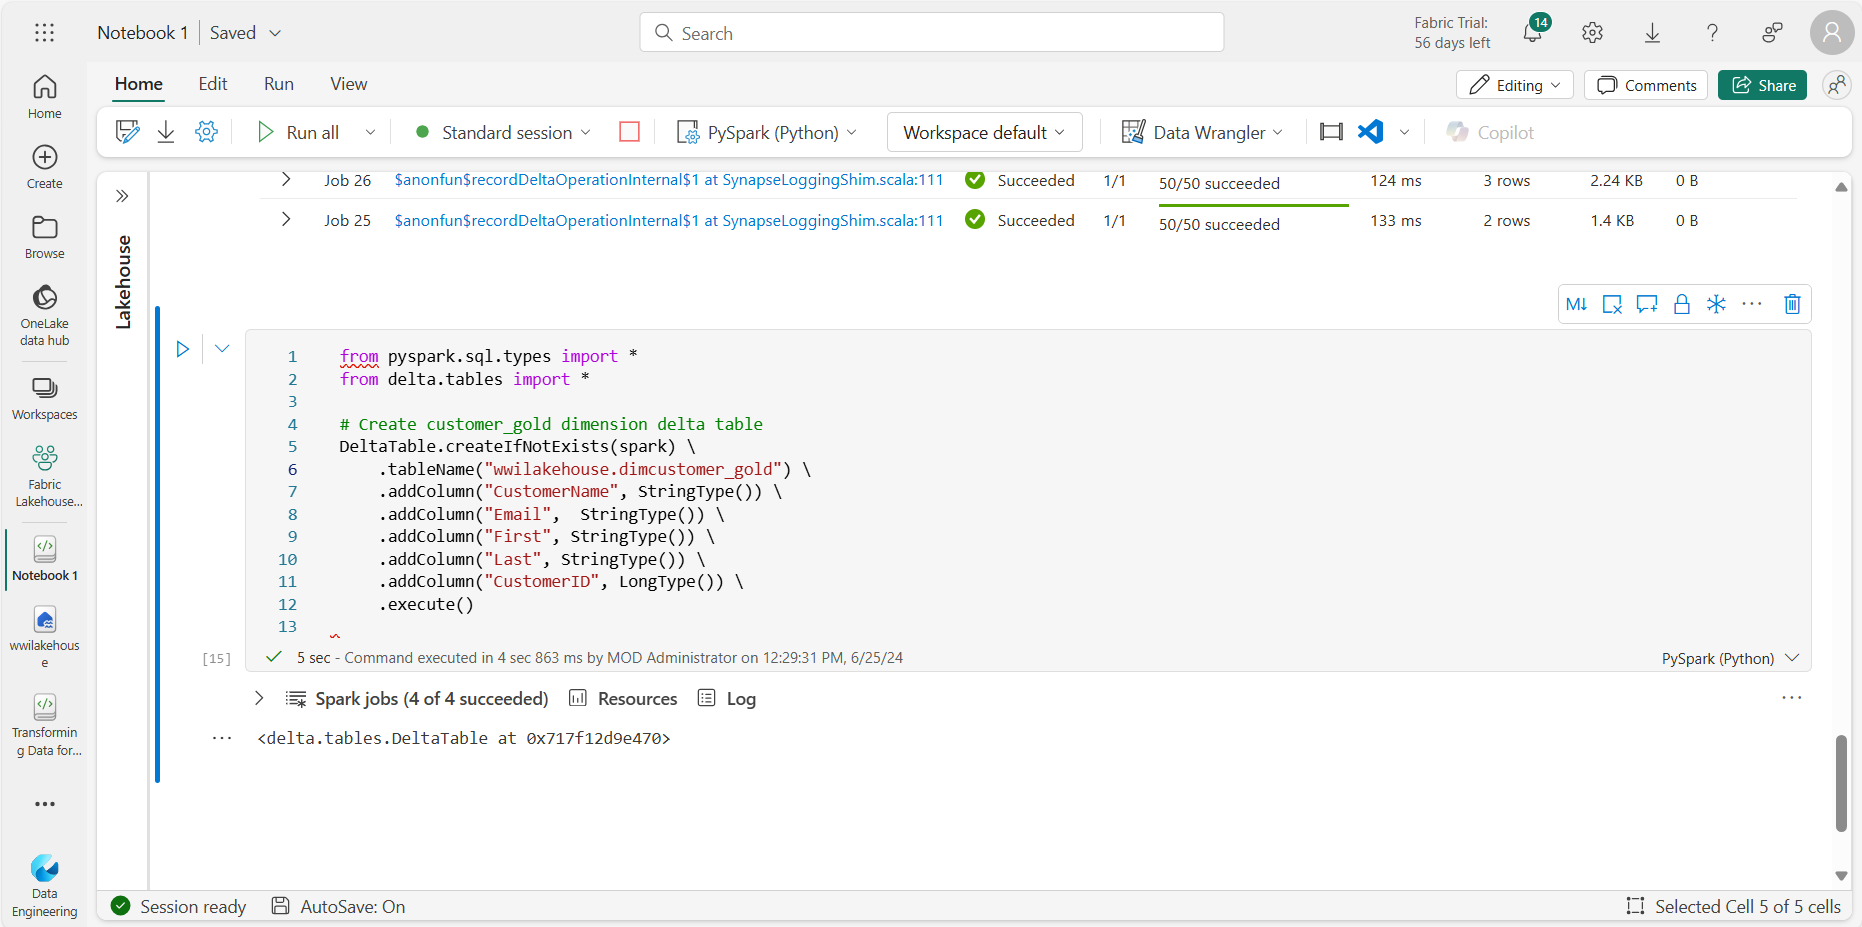 Notebook 1 Saved
Search
Fabric Trial:
56 days left
14
Home Edit Run View
Editing Comments Share
Run all Standard session PySpark (Python) Workspace default Data Wrangler Copilot
Home
Create
Browse
OneLake
data hub
Workspaces
Fabric
Lakehouse...
Notebook 1
wwilakehous
e
Transformin
g Data for...
Data
Engineering
Lakehouse
Job 26 $anonfun$recordDeltaOperationInternal$1 at SynapseLoggingShim.scala:111 Succeeded 1/1 50/50 succeeded 124 ms 3 rows 2.24 KB 0 B
Job 25 $anonfun$recordDeltaOperationInternal$1 at SynapseLoggingShim.scala:111 Succeeded 1/1 50/50 succeeded 133 ms 2 rows 1.4 KB 0 B
M↓
1 from pyspark.sql.types import *
2 from delta.tables import *
3
4 # Create customer_gold dimension delta table
5 DeltaTable.createIfNotExists(spark) \
6 .tableName("wwilakehouse.dimcustomer_gold") \
7 .addColumn("CustomerName", StringType()) \
8 .addColumn("Email",  StringType()) \
9 .addColumn("First", StringType()) \
10 .addColumn("Last", StringType()) \
11 .addColumn("CustomerID", LongType()) \
12 .execute()
13
[15] 5 sec - Command executed in 4 sec 863 ms by MOD Administrator on 12:29:31 PM, 6/25/24 PySpark (Python)
Spark jobs (4 of 4 succeeded) Resources Log
<delta.tables.DeltaTable at 0x717f12d9e470>
Session ready AutoSave: On Selected Cell 5 of 5 cells